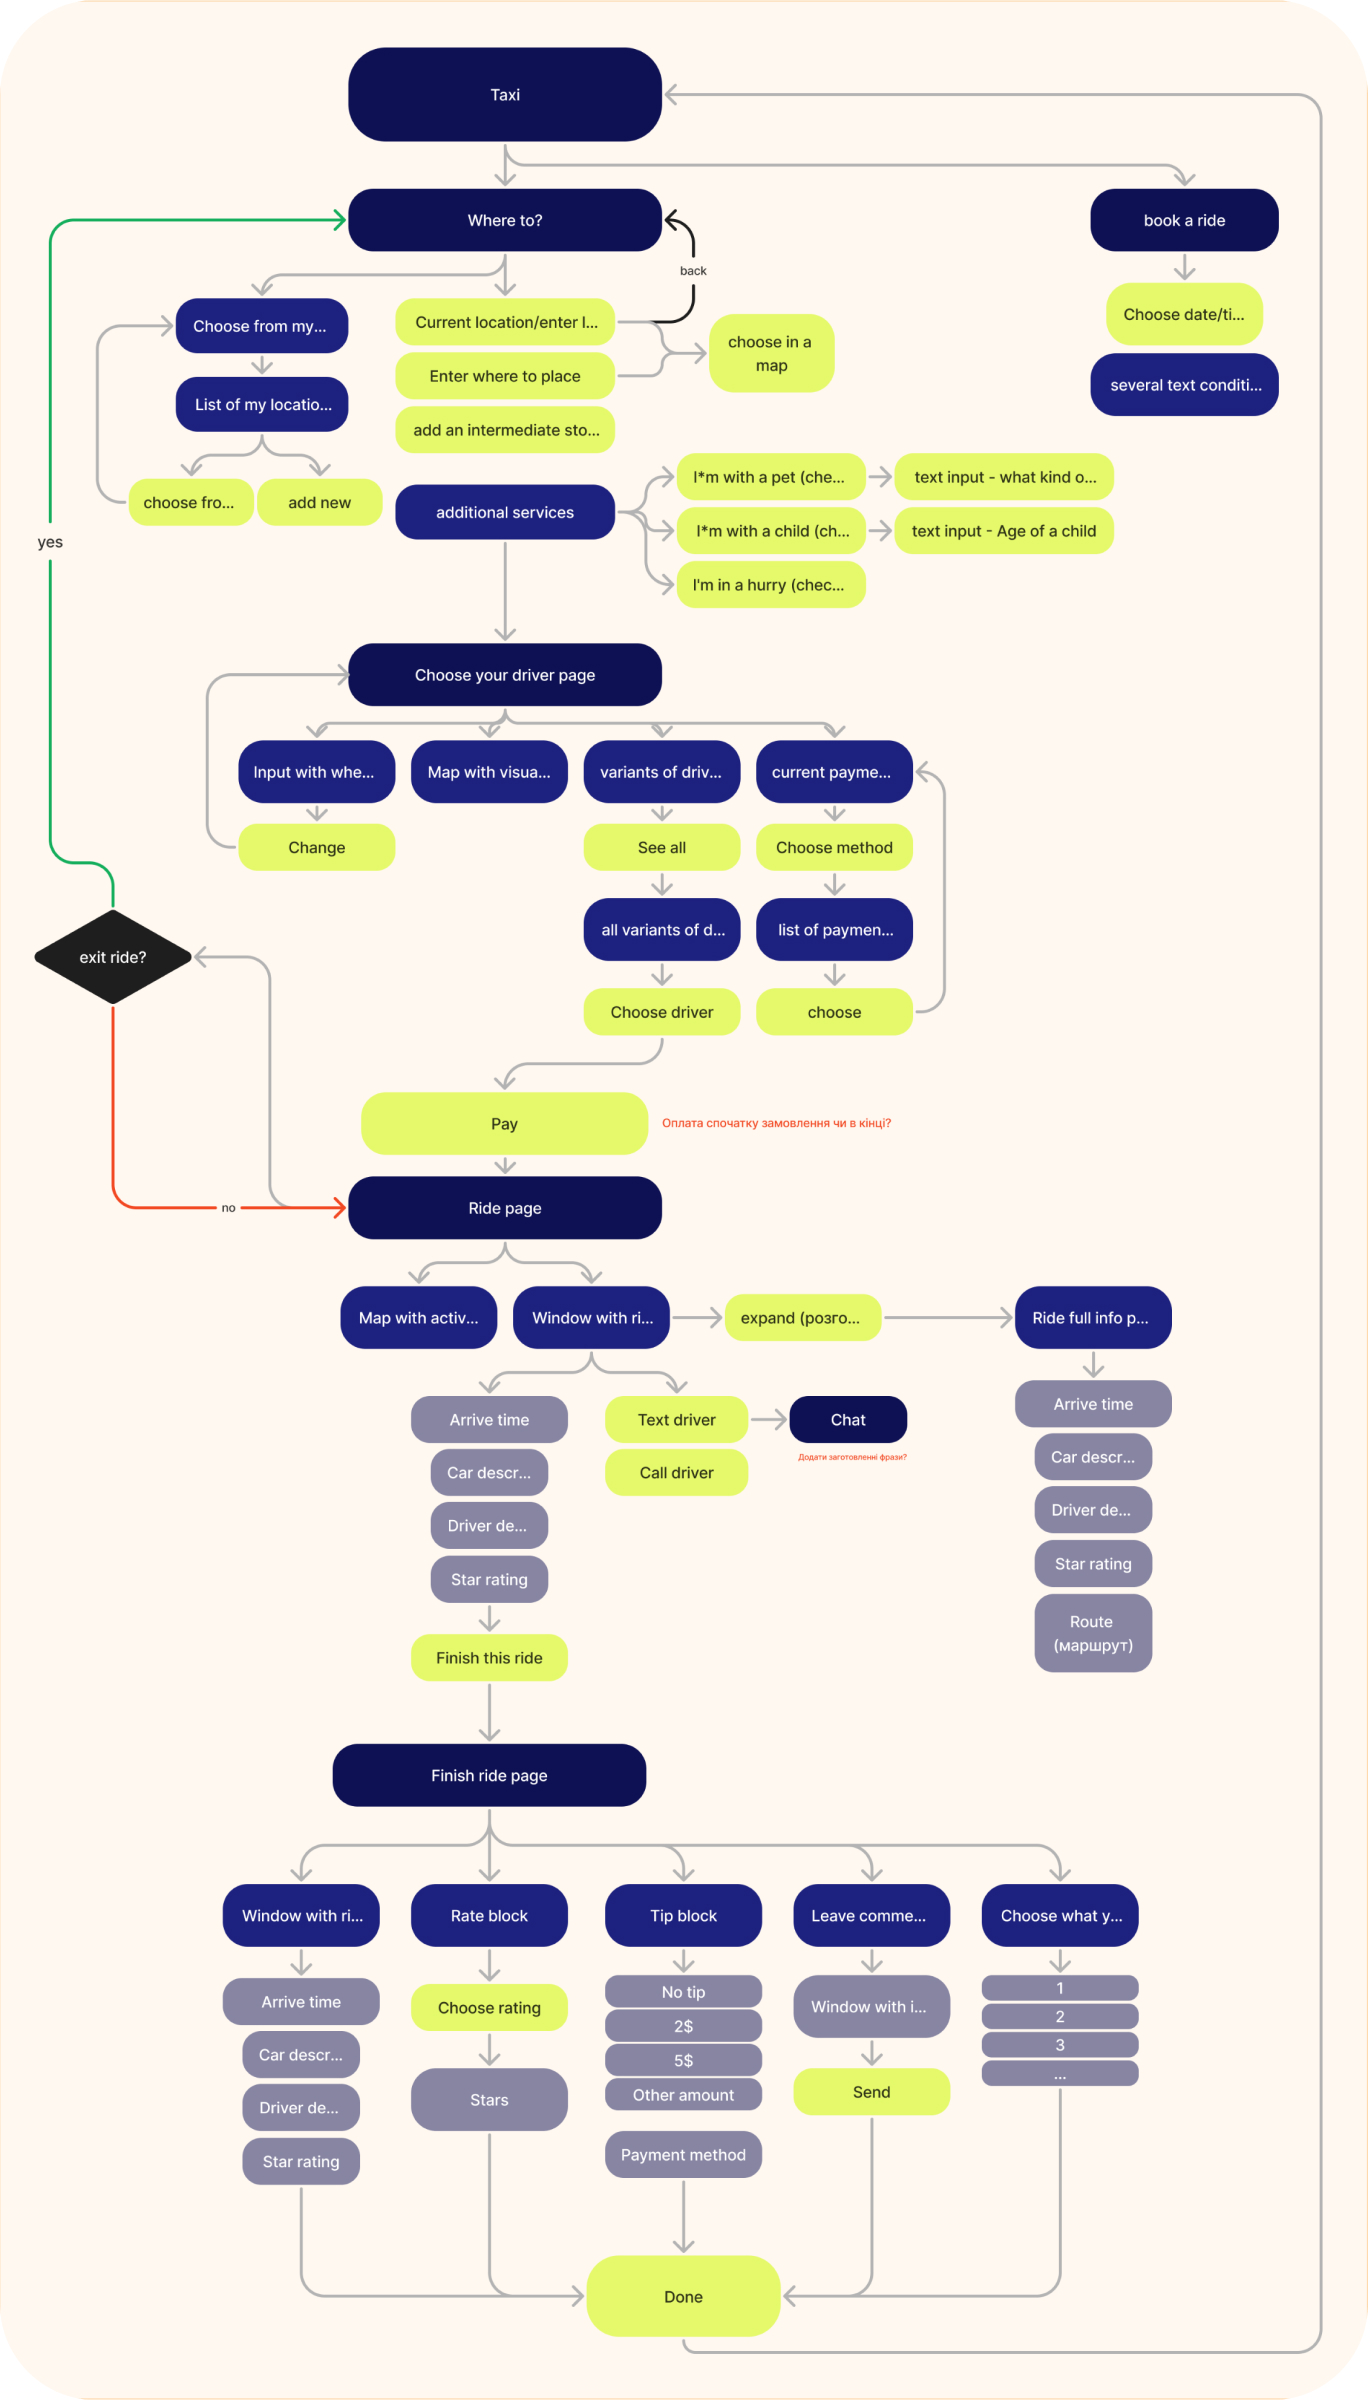 Taxi
Where to?
book a ride
back
Choose from my...
Current location/enter l...
choose in a
map
Choose date/ti...
Enter where to place
several text conditi...
List of my locatio...
add an intermediate sto...
choose fro...
add new
additional services
I*m with a pet (che...
text input - what kind o...
I*m with a child (ch...
text input - Age of a child
I'm in a hurry (chec...
yes
Choose your driver page
Input with whe...
Map with visua...
variants of driv...
current payme...
Change
See all
Choose method
all variants of d...
list of paymen...
exit ride?
Choose driver
choose
Pay
Оплата спочатку замовлення чи в кінці?
no
Ride page
Map with activ...
Window with ri...
expand (розго...
Ride full info p...
Arrive time
Text driver
Chat
Додати заготовленні фрази?
Car descr...
Call driver
Driver de...
Star rating
Finish this ride
Arrive time
Car descr...
Driver de...
Star rating
Route
(маршрут)
Finish ride page
Window with ri...
Rate block
Tip block
Leave comme...
Choose what y...
Arrive time
Car descr...
Driver de...
Star rating
Choose rating
Stars
No tip
2$
5$
Other amount
Payment method
Window with i...
Send
1
2
3
...
Done